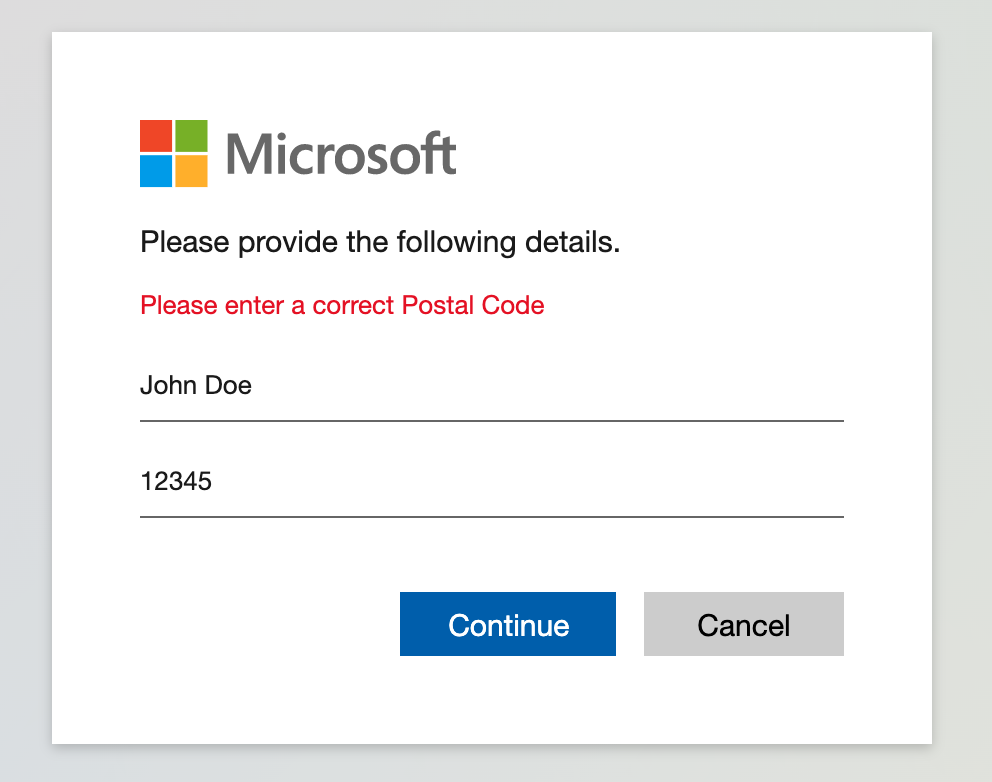 Microsoft
Please provide the following details.
Please enter a correct Postal Code
John Doe
12345
Continue Cancel